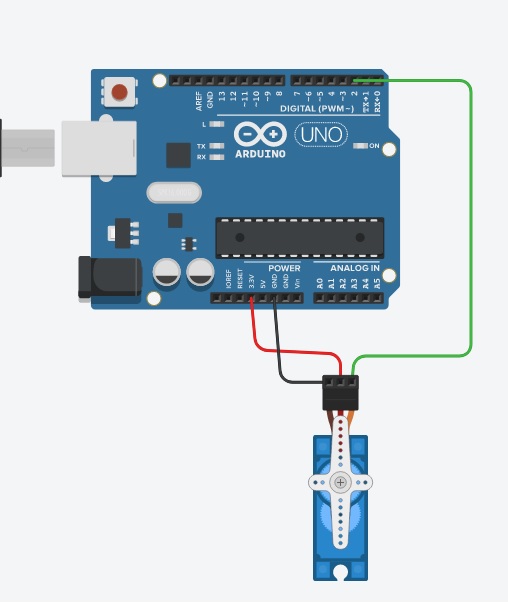 AREF
GND
13
12
~11
~10
~9
8
7
~6
~5
4
~3
2
TX→1
RX←0
DIGITAL (PWM~)
L
TX
RX
UNO
ARDUINO
ON
POWER
ANALOG IN
IOREF
RESET
3.3V
5V
GND
GND
Vin
A0
A1
A2
A3
A4
A5